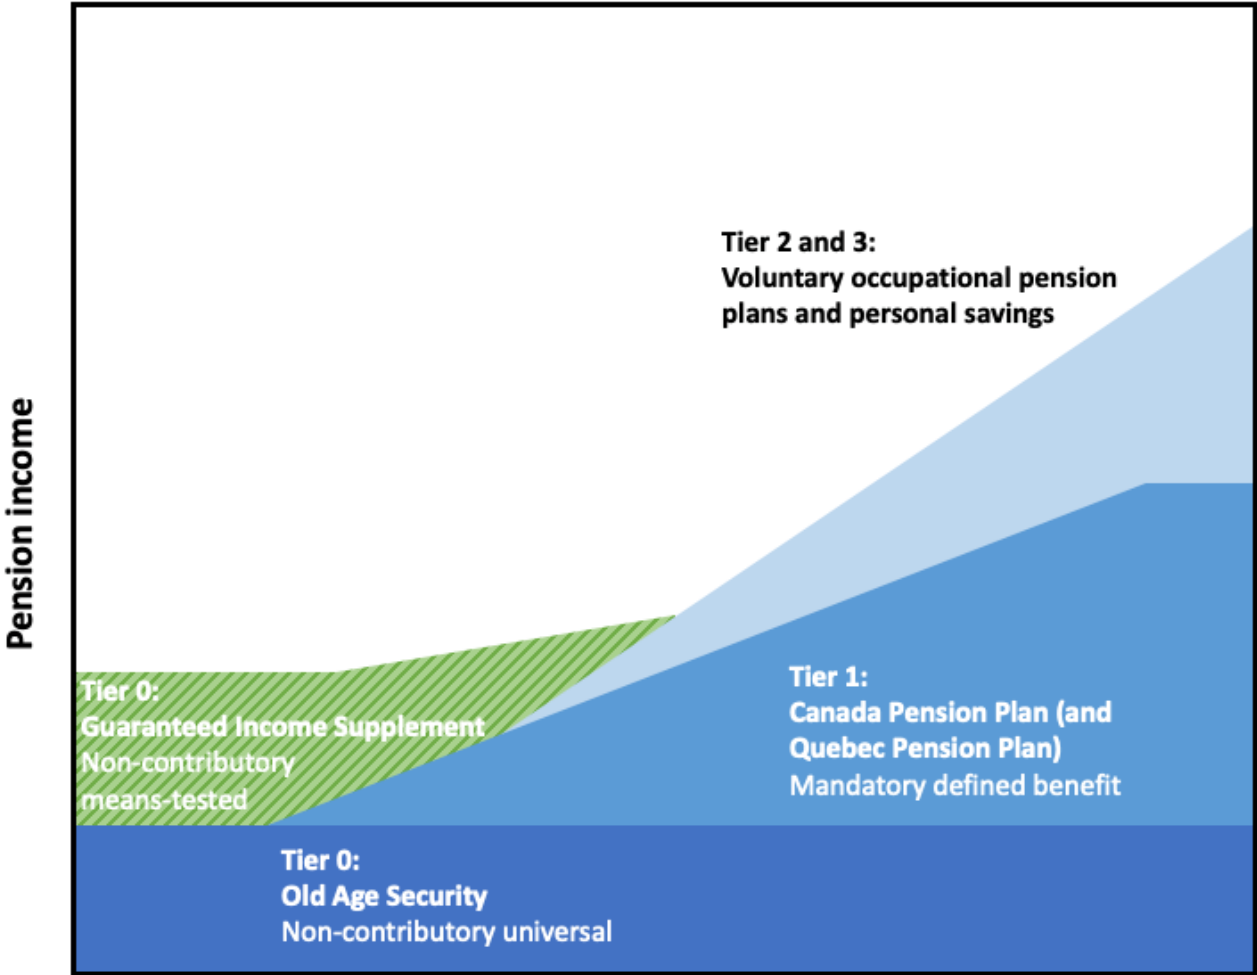 Pension income
Tier 2 and 3:
Voluntary occupational pension
plans and personal savings
Tier 0:
Guaranteed Income Supplement
Non-contributory
means-tested
Tier 1:
Canada Pension Plan (and
Quebec Pension Plan)
Mandatory defined benefit
Tier 0:
Old Age Security
Non-contributory universal